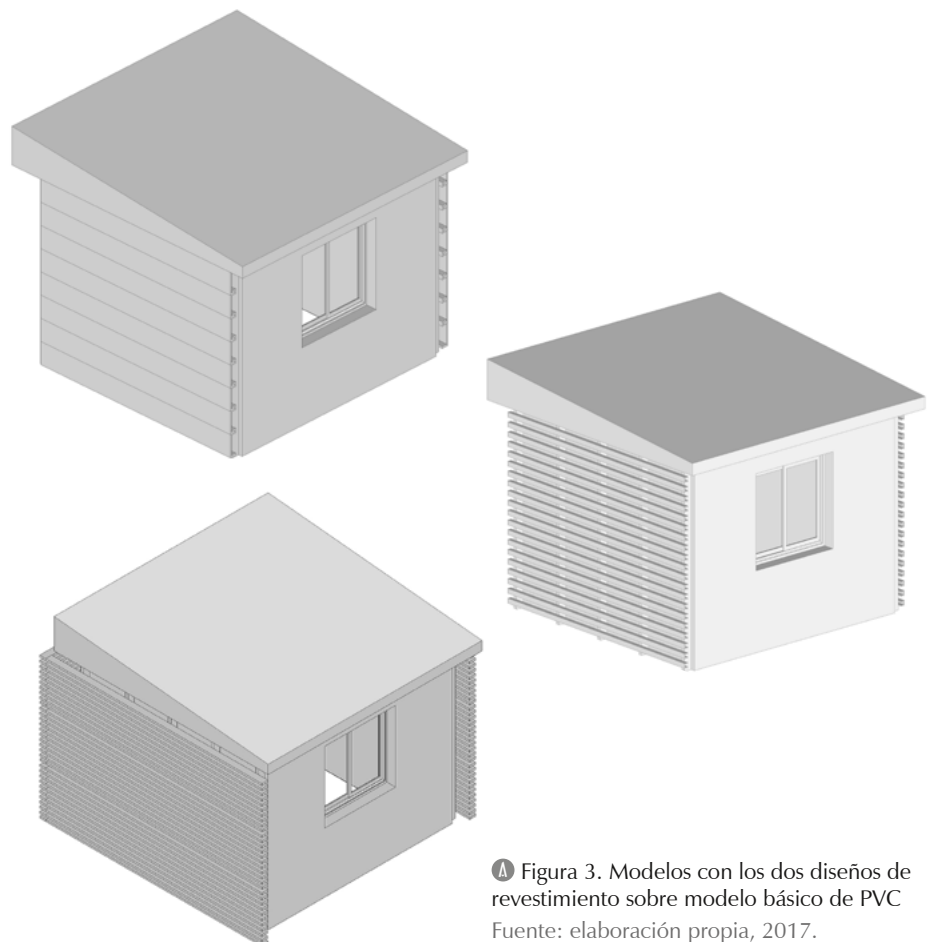 Figura 3. Modelos con los dos diseños de
revestimiento sobre modelo básico de PVC
Fuente: elaboración propia, 2017.